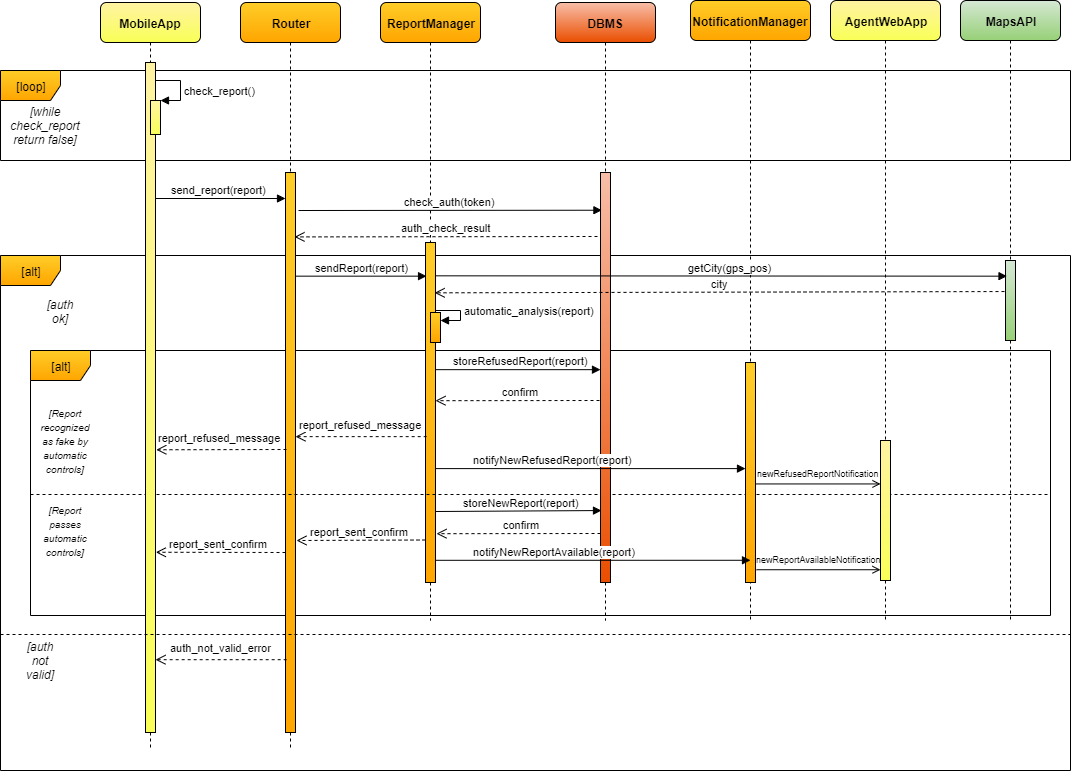 MobileApp
Router
ReportManager
DBMS
NotificationManager
AgentWebApp
MapsAPI
[loop]
check_report()
[while
check_report
return false]
send_report(report)
check_auth(token)
auth_check_result
[alt]
sendReport(report)
getCity(gps_pos)
city
[auth
ok]
automatic_analysis(report)
[alt]
storeRefusedReport(report)
confirm
[Report
recognized
as fake by
automatic
controls]
report_refused_message
report_refused_message
notifyNewRefusedReport(report)
newRefusedReportNotification
[Report
passes
automatic
controls]
storeNewReport(report)
confirm
report_sent_confirm
report_sent_confirm
notifyNewReportAvailable(report)
newReportAvailableNotification
[auth
not
valid]
auth_not_valid_error